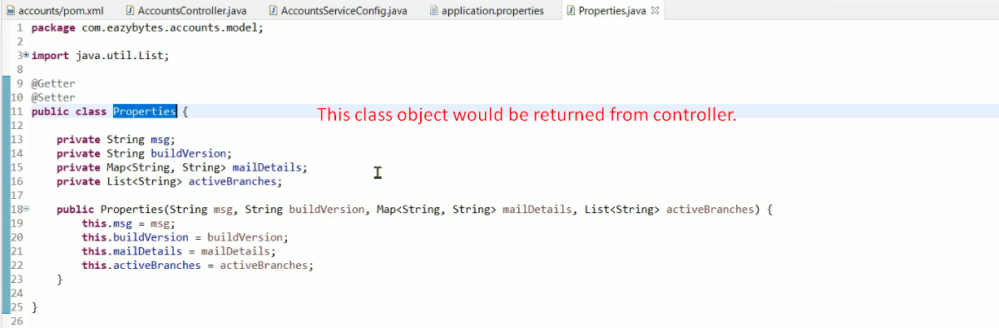 accounts/pom.xml AccountsController.java AccountsServiceConfig.java application.properties Properties.java
1 package com.eazybytes.accounts.model;
2
3 import java.util.List;
8
9 @Getter
10 @Setter
11 public class Properties { This class object would be returned from controller.
12
13 private String msg;
14 private String buildVersion;
15 private Map<String, String> mailDetails;
16 private List<String> activeBranches;
17
18 public Properties(String msg, String buildVersion, Map<String, String> mailDetails, List<String> activeBranches) {
19 this.msg = msg;
20 this.buildVersion = buildVersion;
21 this.mailDetails = mailDetails;
22 this.activeBranches = activeBranches;
23 }
24
25 }
26